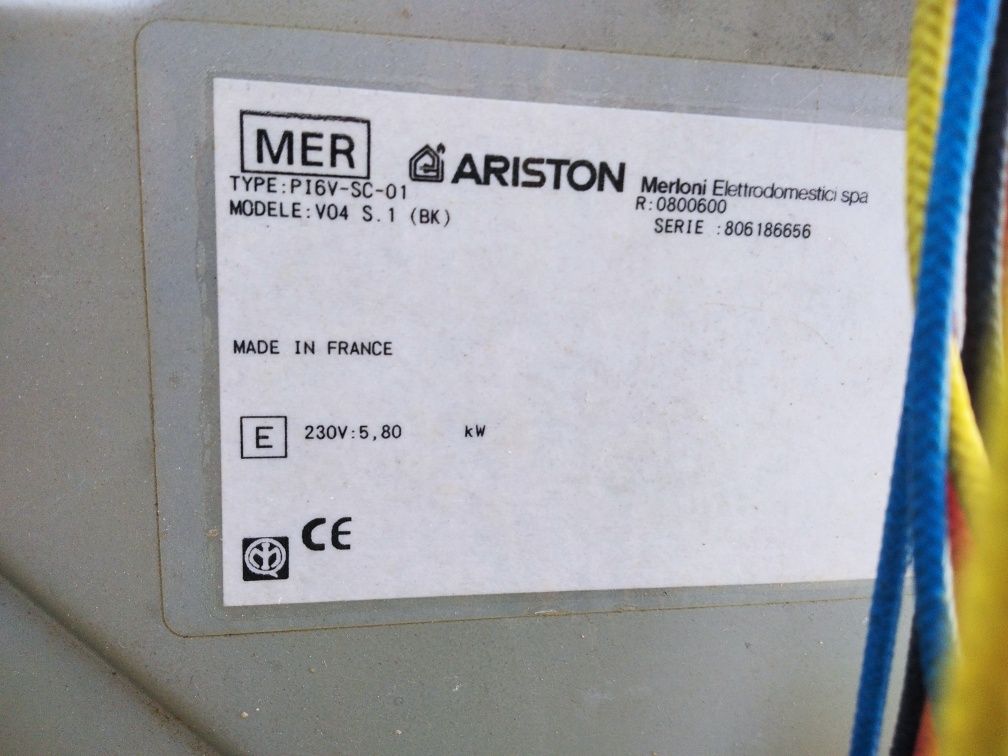 MER
ARISTON Merloni Elettrodomestici spa
TYPE:PI6V-SC-01
R:0800600
MODELE:V04 S.1 (BK)
SERIE :806186656
MADE IN FRANCE
E 230V:5,80 kW
CE